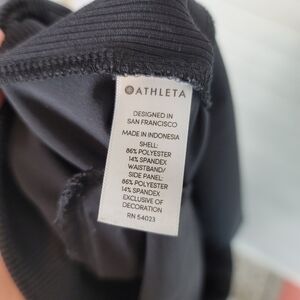 ATHLETA
DESIGNED IN
SAN FRANCISCO
MADE IN INDONESIA
SHELL:
86% POLYESTER
14% SPANDEX
WAISTBAND/
SIDE PANEL:
86% POLYESTER
14% SPANDEX
EXCLUSIVE OF
DECORATION
RN 54023